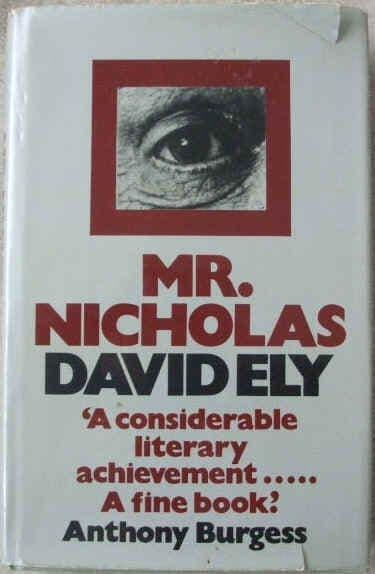 MR.
NICHOLAS
DAVID ELY
‘A considerable
literary
achievement.....
A fine book.’
Anthony Burgess